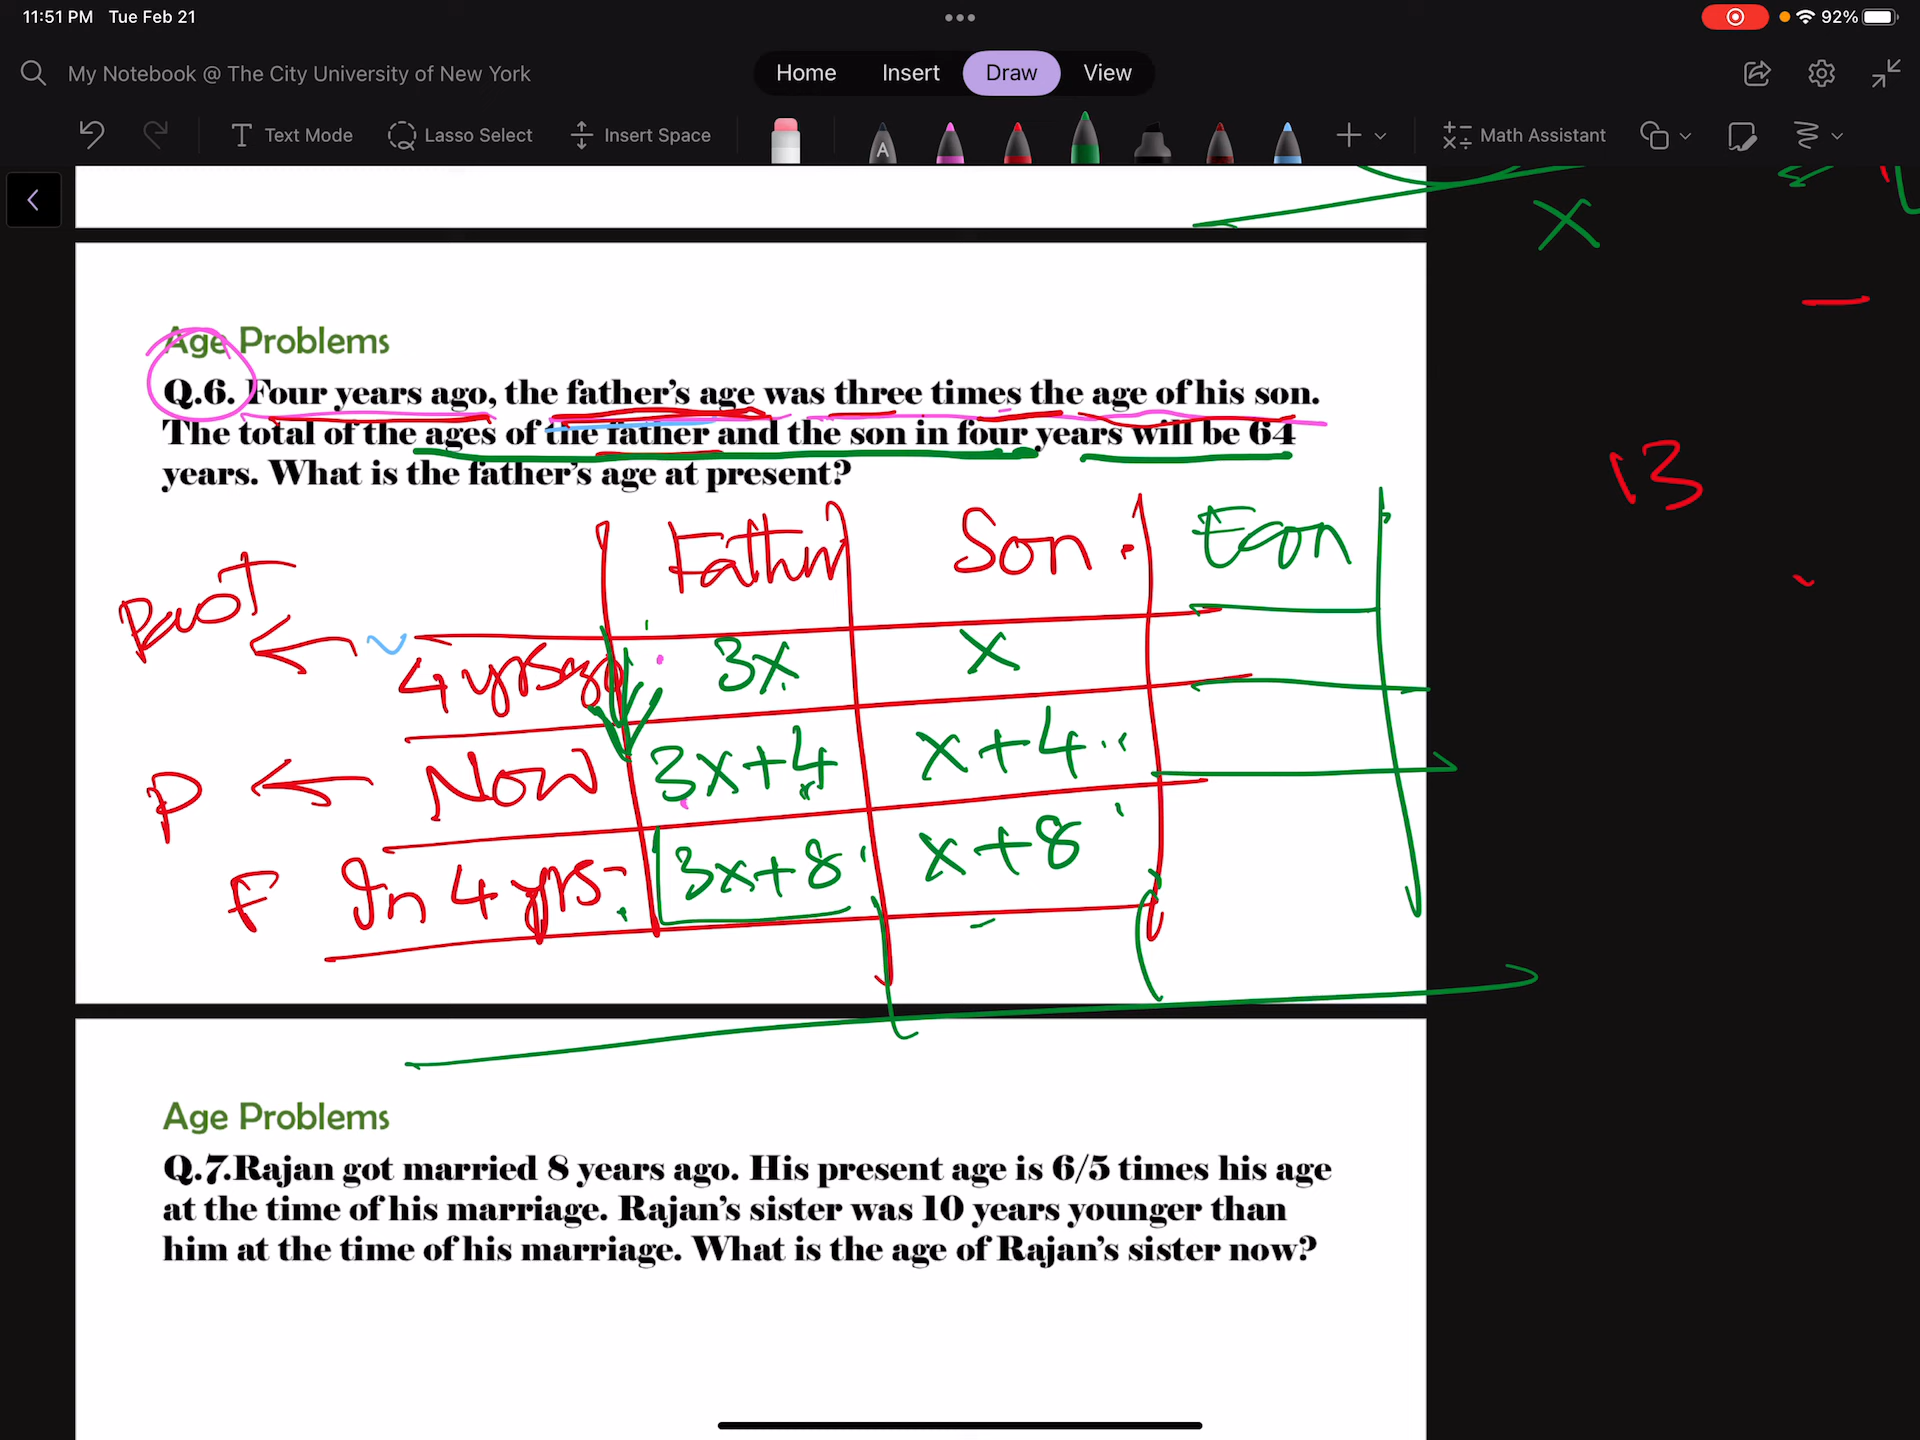 11:51 PM Tue Feb 21
92%
My Notebook @ The City University of New York
Home Insert Draw View
Text Mode Lasso Select Insert Space A Math Assistant
x
Age Problems
Q.6. Four years ago, the father's age was three times the age of his son.
The total of the ages of the father and the son in four years will be 64
years. What is the father's age at present?
13
Son Eqon
Past
4 yrs ago 3x x
P Now 3x+4 x+4
F In 4 yrs. 3x+8 x+8
Age Problems
Q.7.Rajan got married 8 years ago. His present age is 6/5 times his age
at the time of his marriage. Rajan's sister was 10 years younger than
him at the time of his marriage. What is the age of Rajan's sister now?